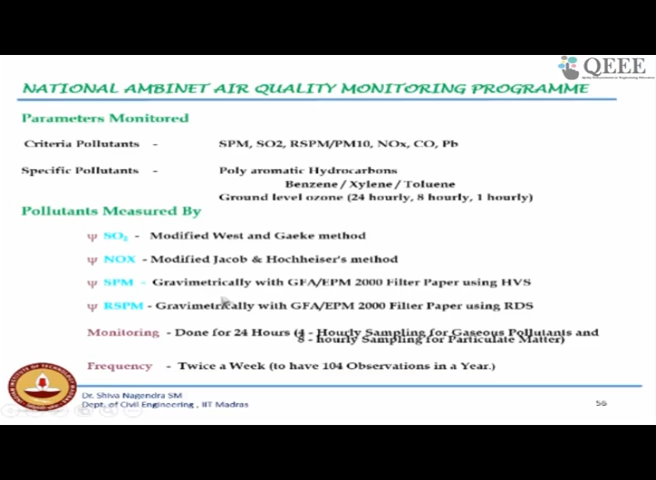 QEEE
NATIONAL AMBINET AIR QUALITY MONITORING PROGRAMME
Parameters Monitored
Criteria Pollutants - SPM, SO2, RSPM/PM10, NOx, CO, Pb
Specific Pollutants - Poly aromatic Hydrocarbons
Benzene / Xylene / Toluene
Ground level ozone (24 hourly, 8 hourly, 1 hourly)
Pollutants Measured By
Ψ SO₂ - Modified West and Gaeke method
Ψ NOX - Modified Jacob & Hochheiser's method
Ψ SPM - Gravimetrically with GFA/EPM 2000 Filter Paper using HVS
Ψ RSPM - Gravimetrically with GFA/EPM 2000 Filter Paper using RDS
Monitoring - Done for 24 Hours (4 - Hourly Sampling for Gaseous Pollutants and
8 - hourly Sampling for Particulate Matter)
Frequency - Twice a Week (to have 104 Observations in a Year.)
Dr. Shiva Nagendra SM
Dept. of Civil Engineering , IIT Madras
56